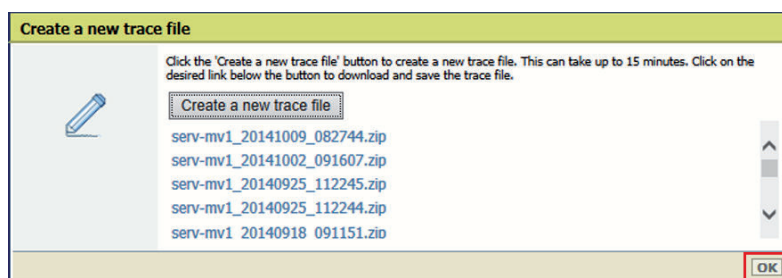 Create a new trace file
Click the 'Create a new trace file' button to create a new trace file. This can take up to 15 minutes. Click on the
desired link below the button to download and save the trace file.
Create a new trace file
serv-mv1_20141009_082744.zip
serv-mv1_20141002_091607.zip
serv-mv1_20140925_112245.zip
serv-mv1_20140925_112244.zip
serv-mv1_20140918_091151.zip
OK